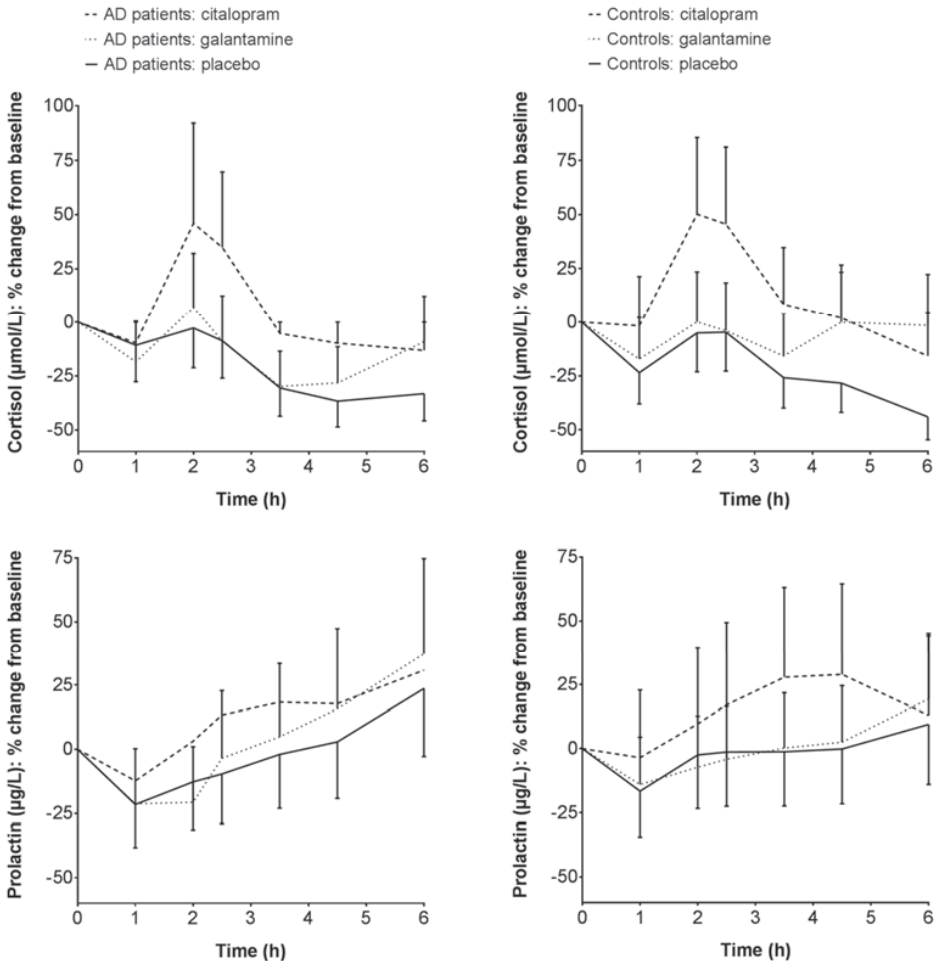 AD patients: citalopram
AD patients: galantamine
AD patients: placebo
Controls: citalopram
Controls: galantamine
Controls: placebo
Cortisol (µmol/L): % change from baseline
100
75
50
25
0
-25
-50
0 1 2 3 4 5 6
Time (h)
Cortisol (µmol/L): % change from baseline
100
75
50
25
0
-25
-50
0 1 2 3 4 5 6
Time (h)
Prolactin (µg/L): % change from baseline
75
50
25
0
-25
-50
0 1 2 3 4 5 6
Time (h)
Prolactin (µg/L): % change from baseline
75
50
25
0
-25
-50
0 1 2 3 4 5 6
Time (h)